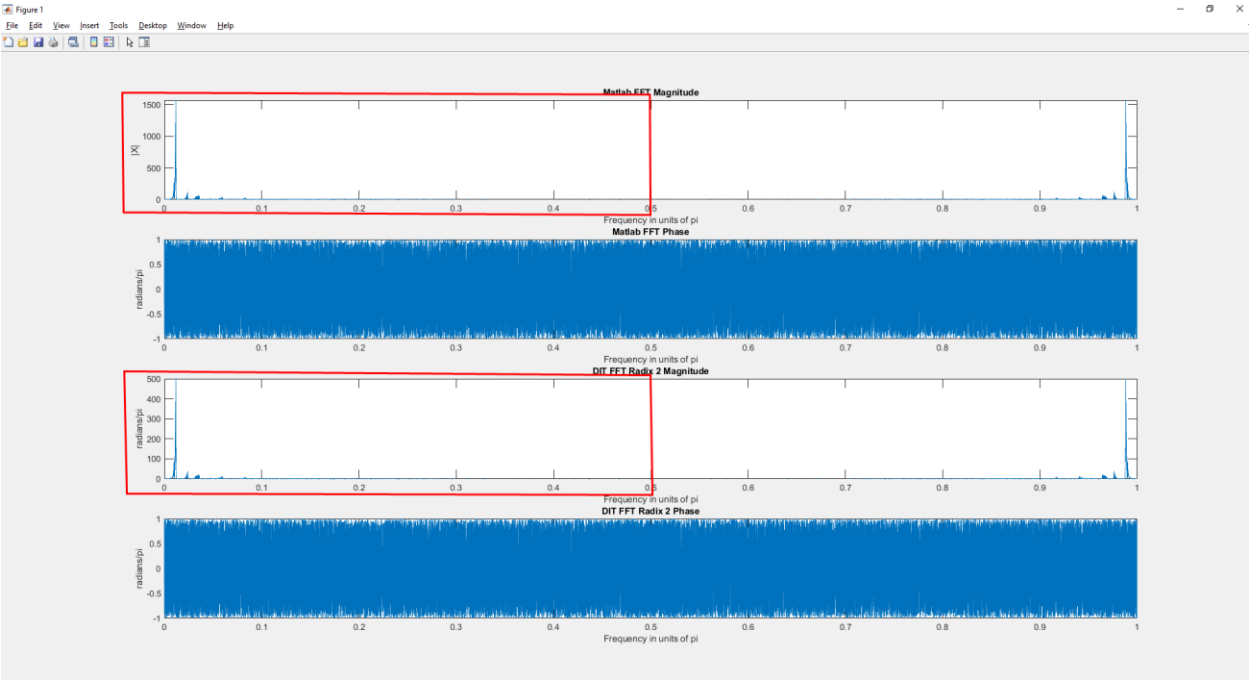 Figure 1
File Edit View Insert Tools Desktop Window Help
Matlab FFT Magnitude
1500
1000
500
0
|X|
0 0.1 0.2 0.3 0.4 0.5 0.6 0.7 0.8 0.9 1
Frequency in units of pi
Matlab FFT Phase
1
0.5
0
-0.5
-1
radians/pi
0 0.1 0.2 0.3 0.4 0.5 0.6 0.7 0.8 0.9 1
Frequency in units of pi
DIT FFT Radix 2 Magnitude
500
400
300
200
100
0
radians/pi
0 0.1 0.2 0.3 0.4 0.5 0.6 0.7 0.8 0.9 1
Frequency in units of pi
DIT FFT Radix 2 Phase
1
0.5
0
-0.5
-1
radians/pi
0 0.1 0.2 0.3 0.4 0.5 0.6 0.7 0.8 0.9 1
Frequency in units of pi